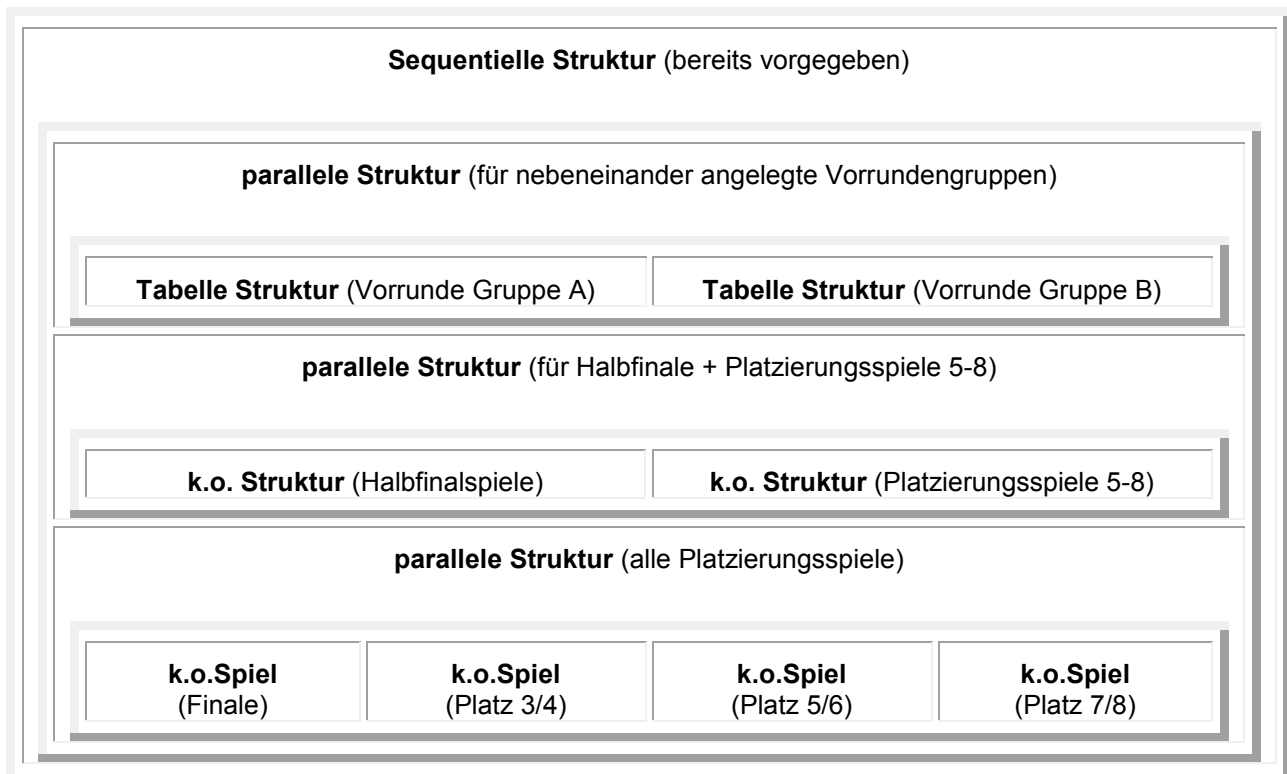 Sequentielle Struktur (bereits vorgegeben)
parallele Struktur (für nebeneinander angelegte Vorrundengruppen)
Tabelle Struktur (Vorrunde Gruppe A)
Tabelle Struktur (Vorrunde Gruppe B)
parallele Struktur (für Halbfinale + Platzierungsspiele 5-8)
k.o. Struktur (Halbfinalspiele)
k.o. Struktur (Platzierungsspiele 5-8)
parallele Struktur (alle Platzierungsspiele)
k.o.Spiel
(Finale)
k.o.Spiel
(Platz 3/4)
k.o.Spiel
(Platz 5/6)
k.o.Spiel
(Platz 7/8)